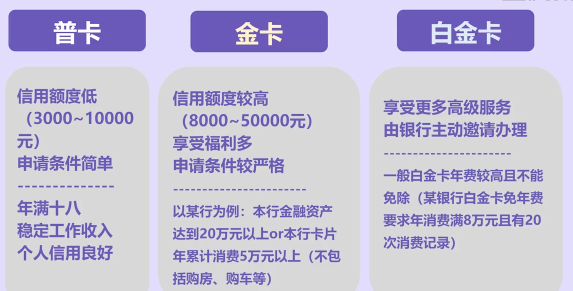 普卡
信用额度低
（3000~10000
元）
申请条件简单
--------------
年满十八
稳定工作收入
个人信用良好
金卡
信用额度较高
（8000~50000元）
享受福利多
申请条件较严格
----------------------
以某行为例：本行金融资产
达到20万元以上or本行卡片
年累计消费5万元以上（不包
括购房、购车等）
白金卡
享受更多高级服务
由银行主动邀请办理
---------------------
一般白金卡年费较高且不能
免除（某银行白金卡免年费
要求年消费满8万元且有20
次消费记录）